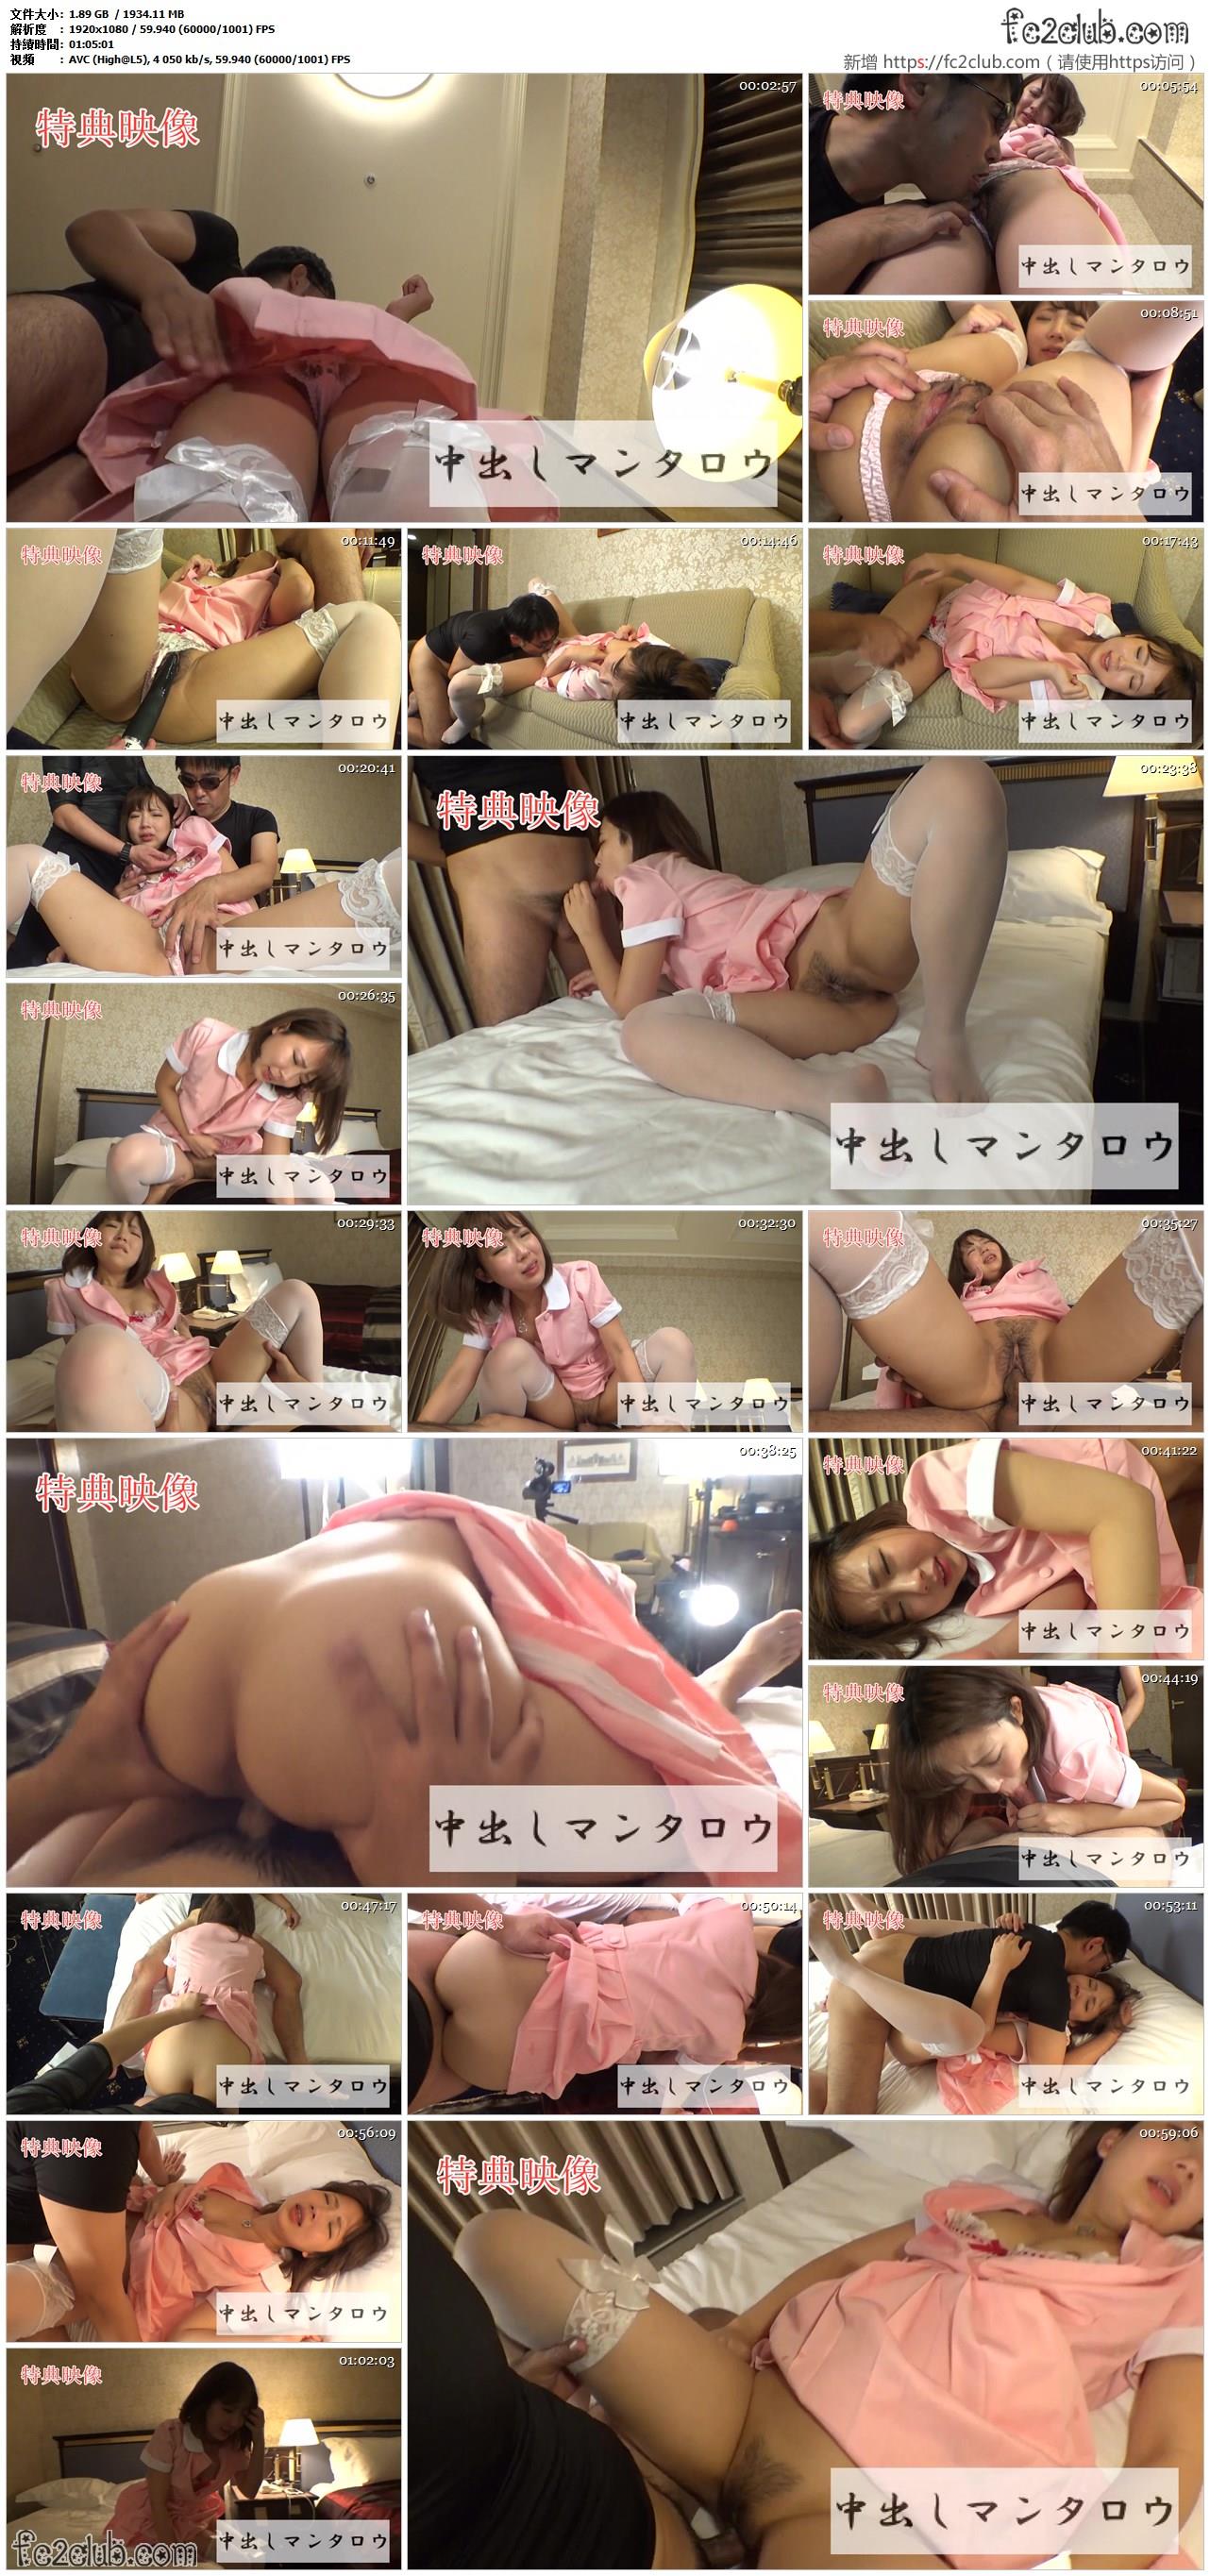 文件大小: 1.89 GB / 1934.11 MB
解析度 : 1920x1080 / 59.940 (60000/1001) FPS
持續時間: 01:05:01
視頻 : AVC (High@L5), 4 050 kb/s, 59.940 (60000/1001) FPS
fc2club.com
新增 https://fc2club.com（请使用https访问）
特典映像
00:02:57
中出しマンタロウ
特典映像
00:05:54
中出しマンタロウ
特典映像
00:08:51
中出しマンタロウ
特典映像
00:11:49
中出しマンタロウ
特典映像
00:14:46
中出しマンタロウ
特典映像
00:17:43
中出しマンタロウ
特典映像
00:20:41
中出しマンタロウ
特典映像
00:23:38
中出しマンタロウ
特典映像
00:26:35
中出しマンタロウ
特典映像
00:29:33
中出しマンタロウ
特典映像
00:32:30
中出しマンタロウ
特典映像
00:35:27
中出しマンタロウ
特典映像
00:38:25
中出しマンタロウ
特典映像
00:41:22
中出しマンタロウ
特典映像
00:44:19
中出しマンタロウ
特典映像
00:47:17
中出しマンタロウ
特典映像
00:50:14
中出しマンタロウ
特典映像
00:53:11
中出しマンタロウ
特典映像
00:56:09
中出しマンタロウ
特典映像
00:59:06
中出しマンタロウ
特典映像
01:02:03
fc2club.com
中出しマンタロウ